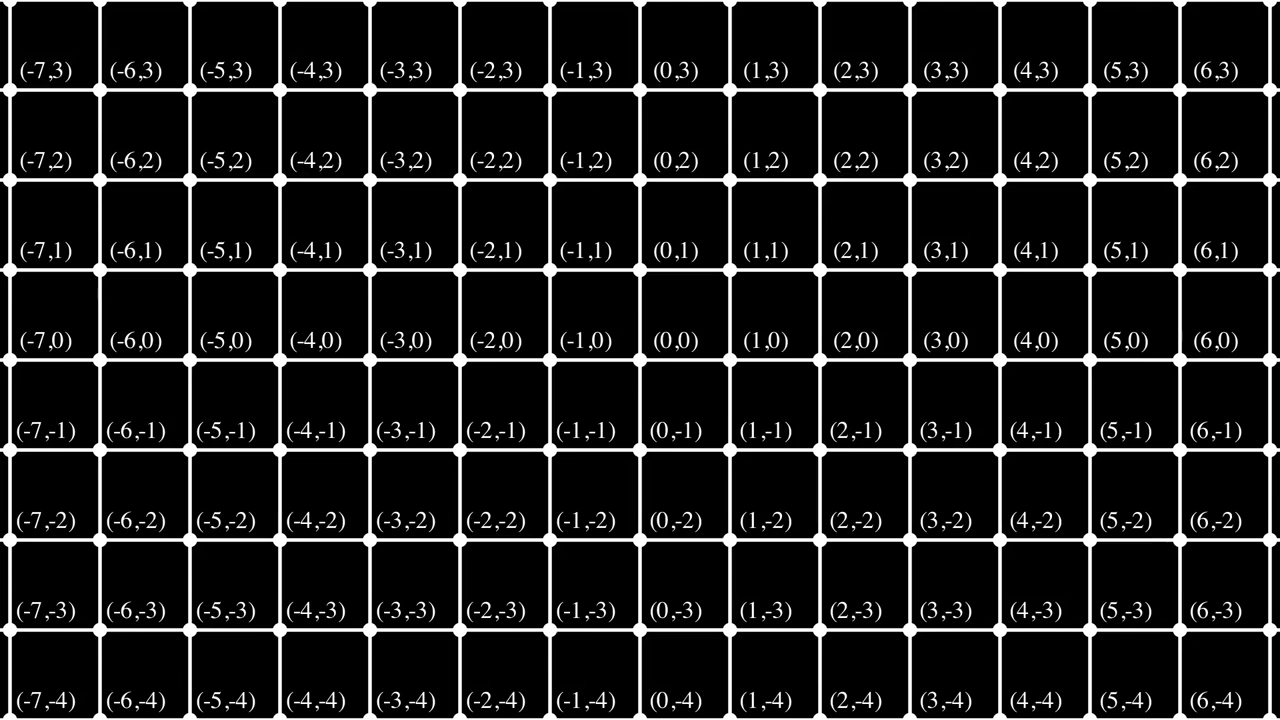 (-7,3) (-6,3) (-5,3) (-4,3) (-3,3) (-2,3) (-1,3) (0,3) (1,3) (2,3) (3,3) (4,3) (5,3) (6,3)
(-7,2) (-6,2) (-5,2) (-4,2) (-3,2) (-2,2) (-1,2) (0,2) (1,2) (2,2) (3,2) (4,2) (5,2) (6,2)
(-7,1) (-6,1) (-5,1) (-4,1) (-3,1) (-2,1) (-1,1) (0,1) (1,1) (2,1) (3,1) (4,1) (5,1) (6,1)
(-7,0) (-6,0) (-5,0) (-4,0) (-3,0) (-2,0) (-1,0) (0,0) (1,0) (2,0) (3,0) (4,0) (5,0) (6,0)
(-7,-1) (-6,-1) (-5,-1) (-4,-1) (-3,-1) (-2,-1) (-1,-1) (0,-1) (1,-1) (2,-1) (3,-1) (4,-1) (5,-1) (6,-1)
(-7,-2) (-6,-2) (-5,-2) (-4,-2) (-3,-2) (-2,-2) (-1,-2) (0,-2) (1,-2) (2,-2) (3,-2) (4,-2) (5,-2) (6,-2)
(-7,-3) (-6,-3) (-5,-3) (-4,-3) (-3,-3) (-2,-3) (-1,-3) (0,-3) (1,-3) (2,-3) (3,-3) (4,-3) (5,-3) (6,-3)
(-7,-4) (-6,-4) (-5,-4) (-4,-4) (-3,-4) (-2,-4) (-1,-4) (0,-4) (1,-4) (2,-4) (3,-4) (4,-4) (5,-4) (6,-4)